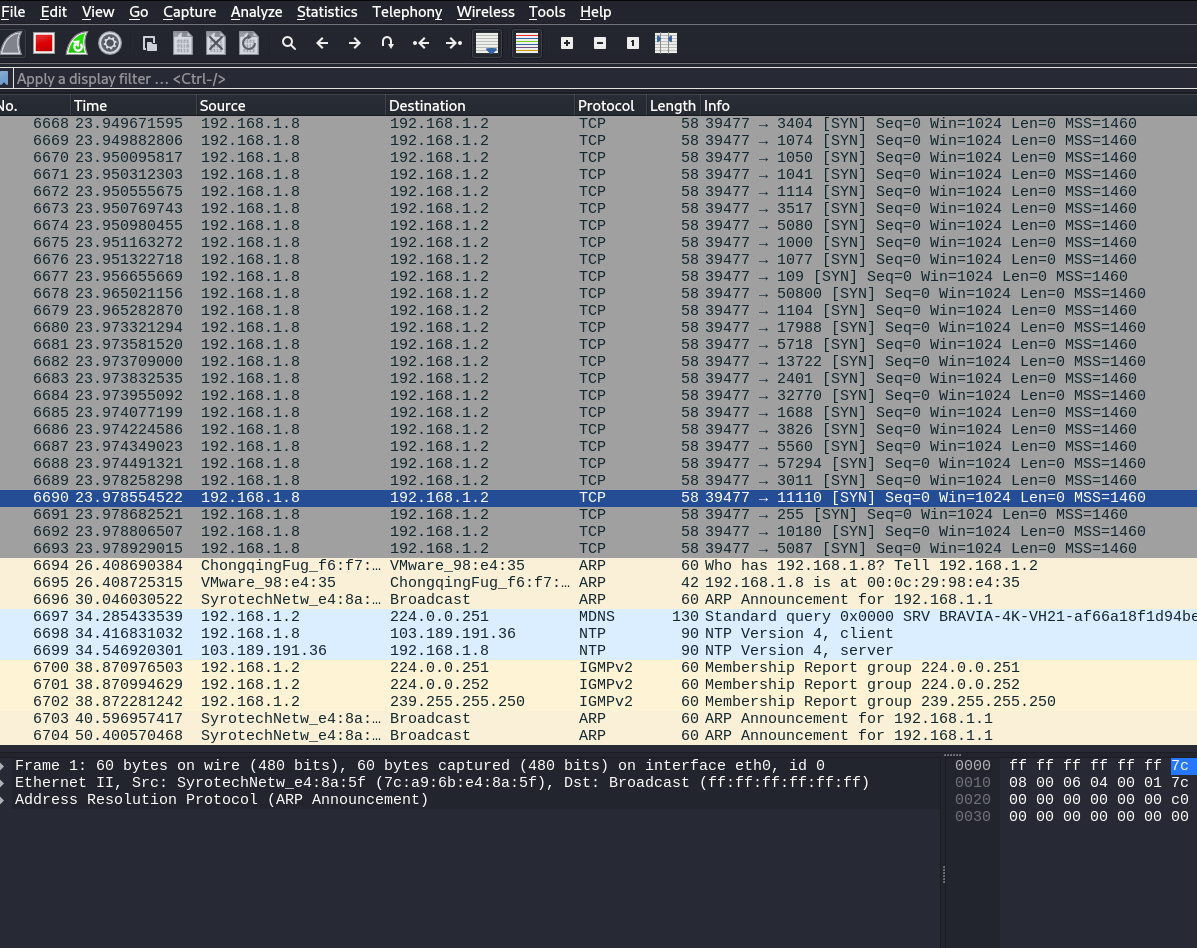 File Edit View Go Capture Analyze Statistics Telephony Wireless Tools Help
Apply a display filter … <Ctrl-/>
No. Time Source Destination Protocol Length Info
6668 23.949671595 192.168.1.8 192.168.1.2 TCP 58 39477 → 3404 [SYN] Seq=0 Win=1024 Len=0 MSS=1460
6669 23.949882806 192.168.1.8 192.168.1.2 TCP 58 39477 → 1074 [SYN] Seq=0 Win=1024 Len=0 MSS=1460
6670 23.950095817 192.168.1.8 192.168.1.2 TCP 58 39477 → 1050 [SYN] Seq=0 Win=1024 Len=0 MSS=1460
6671 23.950312303 192.168.1.8 192.168.1.2 TCP 58 39477 → 1041 [SYN] Seq=0 Win=1024 Len=0 MSS=1460
6672 23.950555675 192.168.1.8 192.168.1.2 TCP 58 39477 → 1114 [SYN] Seq=0 Win=1024 Len=0 MSS=1460
6673 23.950769743 192.168.1.8 192.168.1.2 TCP 58 39477 → 3517 [SYN] Seq=0 Win=1024 Len=0 MSS=1460
6674 23.950980455 192.168.1.8 192.168.1.2 TCP 58 39477 → 5080 [SYN] Seq=0 Win=1024 Len=0 MSS=1460
6675 23.951163272 192.168.1.8 192.168.1.2 TCP 58 39477 → 1000 [SYN] Seq=0 Win=1024 Len=0 MSS=1460
6676 23.951322718 192.168.1.8 192.168.1.2 TCP 58 39477 → 1077 [SYN] Seq=0 Win=1024 Len=0 MSS=1460
6677 23.956655669 192.168.1.8 192.168.1.2 TCP 58 39477 → 109 [SYN] Seq=0 Win=1024 Len=0 MSS=1460
6678 23.965021156 192.168.1.8 192.168.1.2 TCP 58 39477 → 50800 [SYN] Seq=0 Win=1024 Len=0 MSS=1460
6679 23.965282870 192.168.1.8 192.168.1.2 TCP 58 39477 → 1104 [SYN] Seq=0 Win=1024 Len=0 MSS=1460
6680 23.973321294 192.168.1.8 192.168.1.2 TCP 58 39477 → 17988 [SYN] Seq=0 Win=1024 Len=0 MSS=1460
6681 23.973581520 192.168.1.8 192.168.1.2 TCP 58 39477 → 5718 [SYN] Seq=0 Win=1024 Len=0 MSS=1460
6682 23.973709000 192.168.1.8 192.168.1.2 TCP 58 39477 → 13722 [SYN] Seq=0 Win=1024 Len=0 MSS=1460
6683 23.973832535 192.168.1.8 192.168.1.2 TCP 58 39477 → 2401 [SYN] Seq=0 Win=1024 Len=0 MSS=1460
6684 23.973955092 192.168.1.8 192.168.1.2 TCP 58 39477 → 32770 [SYN] Seq=0 Win=1024 Len=0 MSS=1460
6685 23.974077199 192.168.1.8 192.168.1.2 TCP 58 39477 → 1688 [SYN] Seq=0 Win=1024 Len=0 MSS=1460
6686 23.974224586 192.168.1.8 192.168.1.2 TCP 58 39477 → 3826 [SYN] Seq=0 Win=1024 Len=0 MSS=1460
6687 23.974349023 192.168.1.8 192.168.1.2 TCP 58 39477 → 5560 [SYN] Seq=0 Win=1024 Len=0 MSS=1460
6688 23.974491321 192.168.1.8 192.168.1.2 TCP 58 39477 → 57294 [SYN] Seq=0 Win=1024 Len=0 MSS=1460
6689 23.978258298 192.168.1.8 192.168.1.2 TCP 58 39477 → 3011 [SYN] Seq=0 Win=1024 Len=0 MSS=1460
6690 23.978554522 192.168.1.8 192.168.1.2 TCP 58 39477 → 11110 [SYN] Seq=0 Win=1024 Len=0 MSS=1460
6691 23.978682521 192.168.1.8 192.168.1.2 TCP 58 39477 → 255 [SYN] Seq=0 Win=1024 Len=0 MSS=1460
6692 23.978806507 192.168.1.8 192.168.1.2 TCP 58 39477 → 10180 [SYN] Seq=0 Win=1024 Len=0 MSS=1460
6693 23.978929015 192.168.1.8 192.168.1.2 TCP 58 39477 → 5087 [SYN] Seq=0 Win=1024 Len=0 MSS=1460
6694 26.408690384 ChongqingFug_f6:f7:… VMware_98:e4:35 ARP 60 Who has 192.168.1.8? Tell 192.168.1.2
6695 26.408725315 VMware_98:e4:35 ChongqingFug_f6:f7:… ARP 42 192.168.1.8 is at 00:0c:29:98:e4:35
6696 30.046030522 SyrotechNetw_e4:8a:… Broadcast ARP 60 ARP Announcement for 192.168.1.1
6697 34.285433539 192.168.1.2 224.0.0.251 MDNS 130 Standard query 0x0000 SRV BRAVIA-4K-VH21-af66a18f1d94be
6698 34.416831032 192.168.1.8 103.189.191.36 NTP 90 NTP Version 4, client
6699 34.546920301 103.189.191.36 192.168.1.8 NTP 90 NTP Version 4, server
6700 38.870976503 192.168.1.2 224.0.0.251 IGMPv2 60 Membership Report group 224.0.0.251
6701 38.870994629 192.168.1.2 224.0.0.252 IGMPv2 60 Membership Report group 224.0.0.252
6702 38.872281242 192.168.1.2 239.255.255.250 IGMPv2 60 Membership Report group 239.255.255.250
6703 40.596957417 SyrotechNetw_e4:8a:… Broadcast ARP 60 ARP Announcement for 192.168.1.1
6704 50.400570468 SyrotechNetw_e4:8a:… Broadcast ARP 60 ARP Announcement for 192.168.1.1
Frame 1: 60 bytes on wire (480 bits), 60 bytes captured (480 bits) on interface eth0, id 0
Ethernet II, Src: SyrotechNetw_e4:8a:5f (7c:a9:6b:e4:8a:5f), Dst: Broadcast (ff:ff:ff:ff:ff:ff)
Address Resolution Protocol (ARP Announcement)
0000 ff ff ff ff ff ff 7c
0010 08 00 06 04 00 01 7c
0020 00 00 00 00 00 00 c0
0030 00 00 00 00 00 00 00